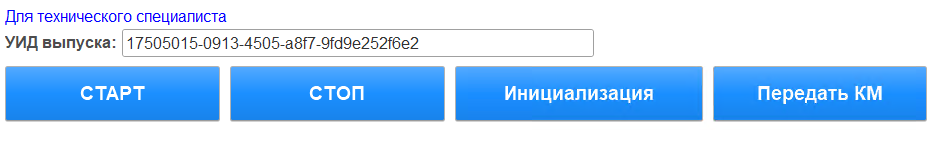 Для технического специалиста
УИД выпуска: 17505015-0913-4505-a8f7-9fd9e252f6e2
СТАРТ СТОП Инициализация Передать КМ